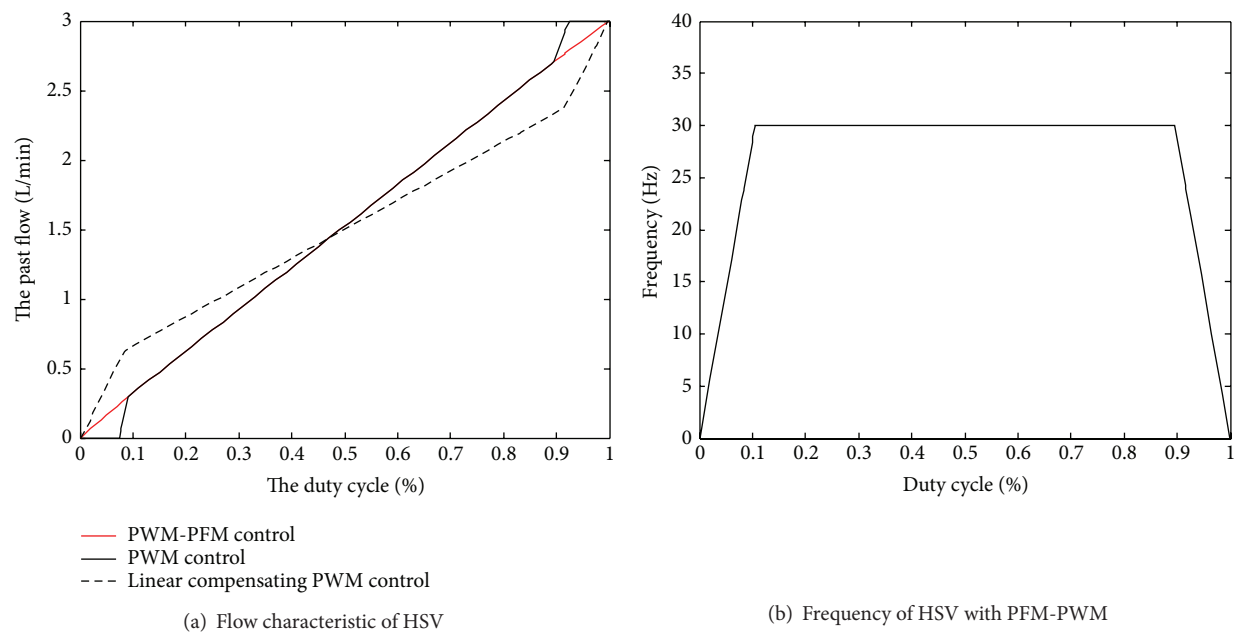 3
2.5
2
1.5
1
0.5
0
The past flow (L/min)
0 0.1 0.2 0.3 0.4 0.5 0.6 0.7 0.8 0.9 1
The duty cycle (%)
PWM-PFM control
PWM control
Linear compensating PWM control
(a) Flow characteristic of HSV
40
35
30
25
20
15
10
5
0
Frequency (Hz)
0 0.1 0.2 0.3 0.4 0.5 0.6 0.7 0.8 0.9 1
Duty cycle (%)
(b) Frequency of HSV with PFM-PWM